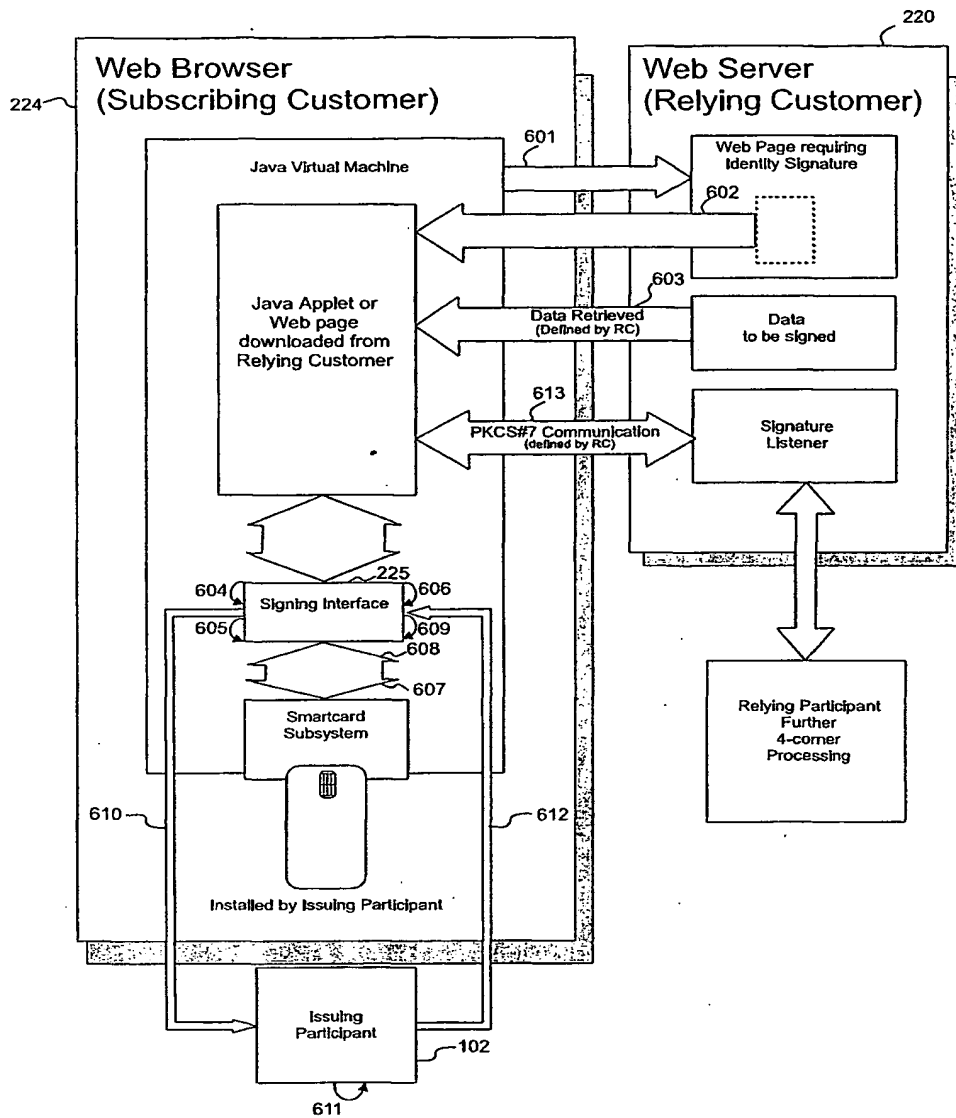 220
Web Browser
(Subscribing Customer)
224
Web Server
(Relying Customer)
Java Virtual Machine
601
Web Page requiring
Identity Signature
602
Java Applet or
Web page
downloaded from
Relying Customer
603
Data Retrieved
(Defined by RC)
Data
to be signed
613
PKCS#7 Communication
(defined by RC)
Signature
Listener
225
604
606
Signing Interface
605
609
608
607
Smartcard
Subsystem
Relying Participant
Further
4-corner
Processing
610
612
Installed by Issuing Participant
Issuing
Participant
102
611